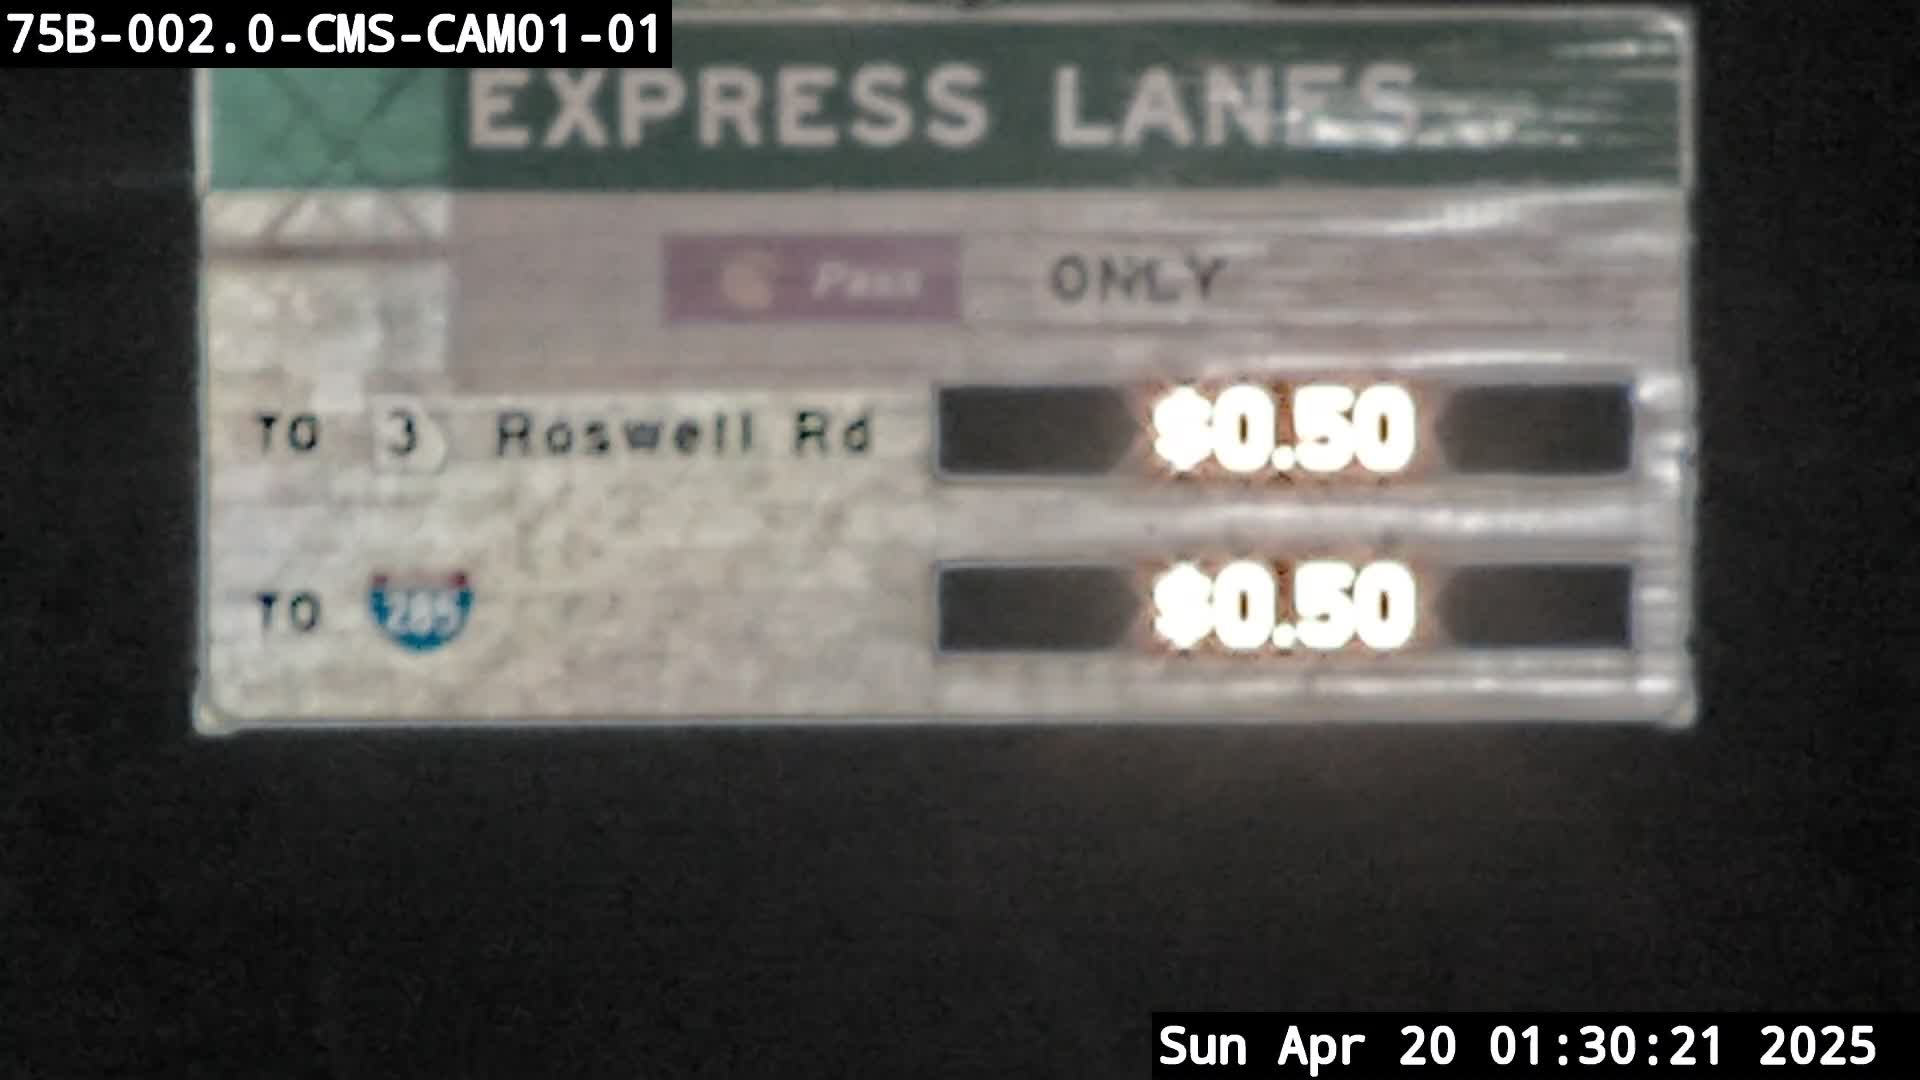 75B-002.0-CMS-CAM01-01
EXPRESS LANES
Pass ONLY
TO 3 Roswell Rd $0.50
TO 285 $0.50
Sun Apr 20 01:30:21 2025